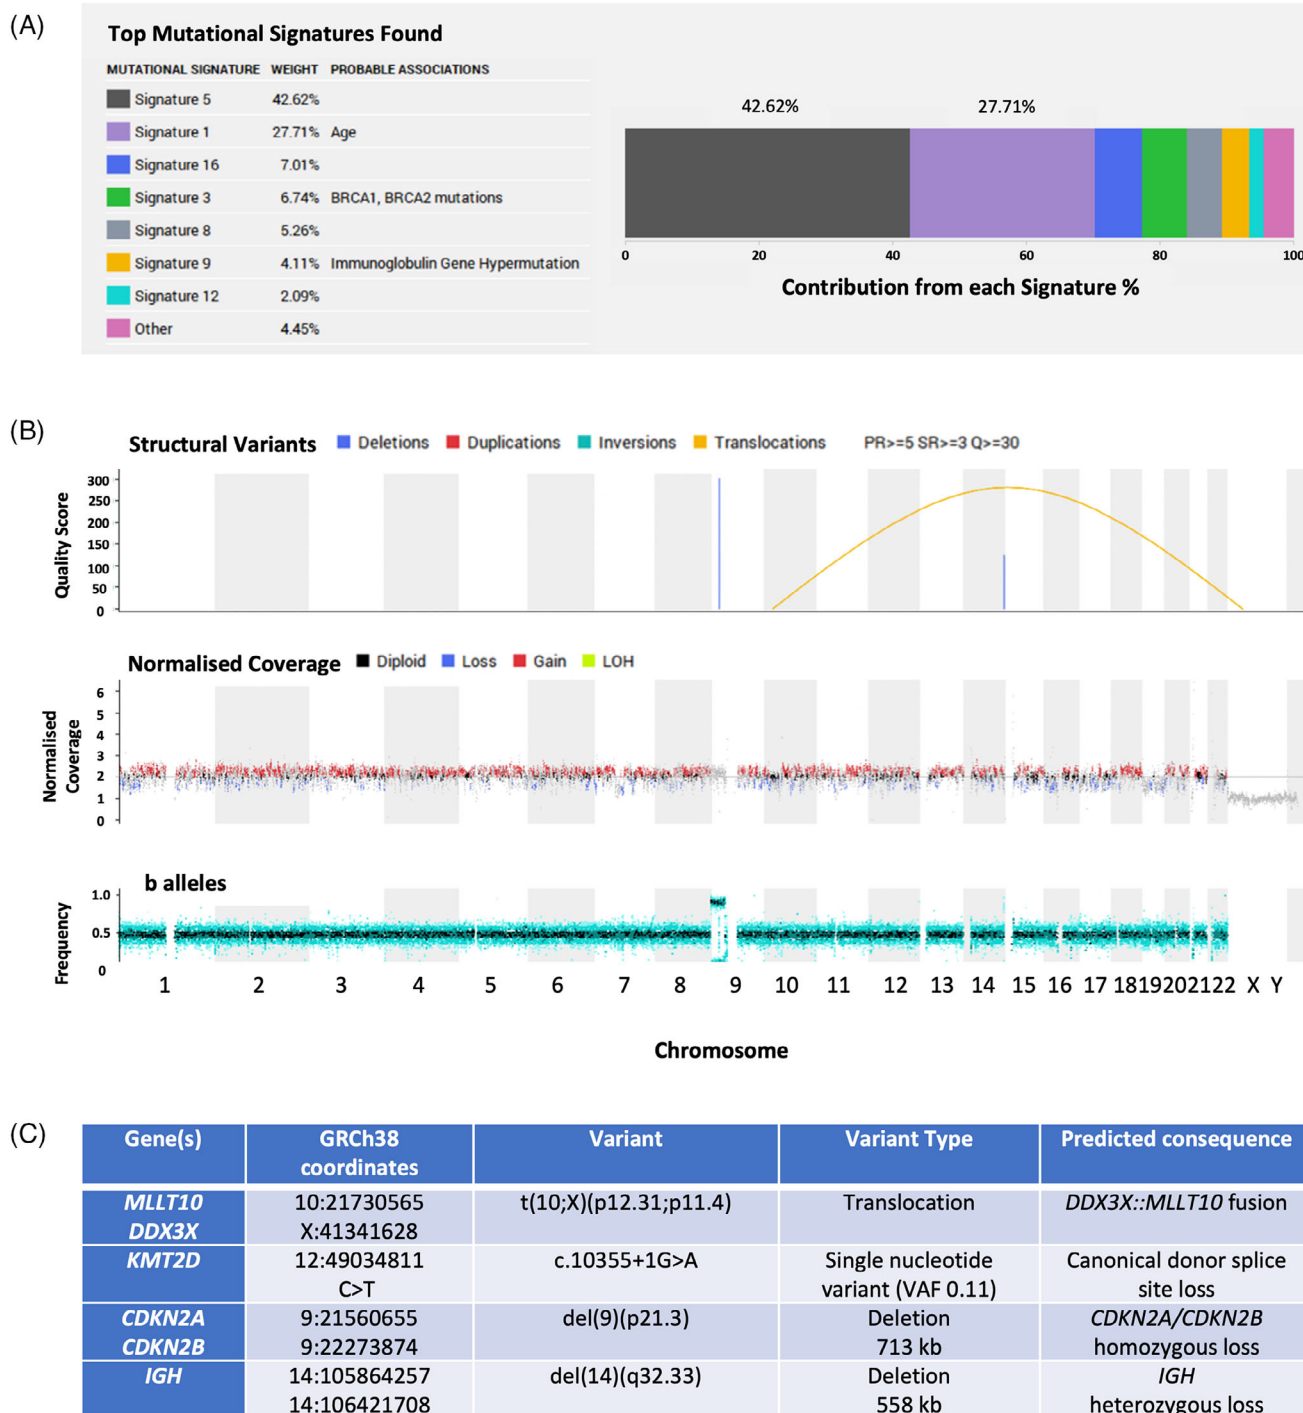 (A)
Top Mutational Signatures Found
MUTATIONAL SIGNATURE WEIGHT PROBABLE ASSOCIATIONS
Signature 5 42.62%
Signature 1 27.71% Age
Signature 16 7.01%
Signature 3 6.74% BRCA1, BRCA2 mutations
Signature 8 5.26%
Signature 9 4.11% Immunoglobulin Gene Hypermutation
Signature 12 2.09%
Other 4.45%
42.62% 27.71%
0 20 40 60 80 100
Contribution from each Signature %
(B)
Structural Variants Deletions Duplications Inversions Translocations PR>=5 SR>=3 Q>=30
Quality Score
300
250
200
150
100
50
0
Normalised Coverage Diploid Loss Gain LOH
Normalised
Coverage
6
5
4
3
2
1
0
b alleles
Frequency
1.0
0.5
0
1 2 3 4 5 6 7 8 9 10 11 12 13 14 15 16 17 18 19 20 21 22 X Y
Chromosome
(C)
Gene(s) GRCh38 Variant Variant Type Predicted consequence
coordinates
MLLT10 10:21730565 t(10;X)(p12.31;p11.4) Translocation DDX3X::MLLT10 fusion
DDX3X X:41341628
KMT2D 12:49034811 c.10355+1G>A Single nucleotide Canonical donor splice
C>T variant (VAF 0.11) site loss
CDKN2A 9:21560655 del(9)(p21.3) Deletion CDKN2A/CDKN2B
CDKN2B 9:22273874 713 kb homozygous loss
IGH 14:105864257 del(14)(q32.33) Deletion IGH
14:106421708 558 kb heterozygous loss